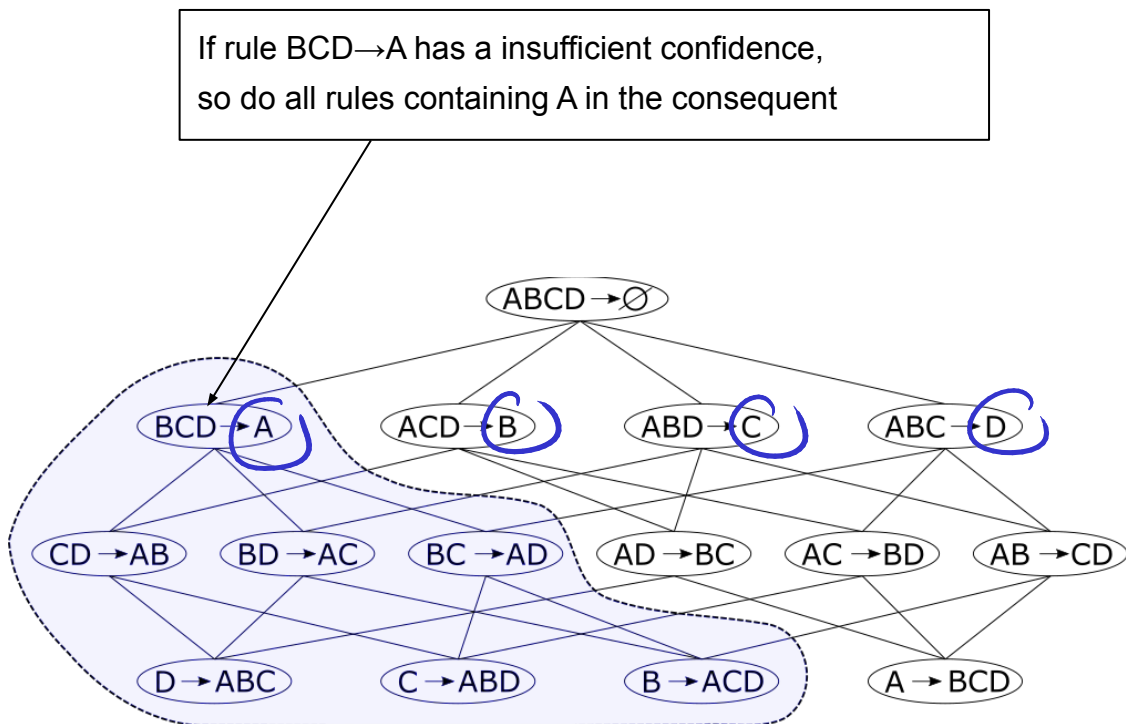 If rule BCD→A has a insufficient confidence,
so do all rules containing A in the consequent
ABCD→∅
BCD→A
ACD→B
ABD→C
ABC→D
CD→AB
BD→AC
BC→AD
AD→BC
AC→BD
AB→CD
D→ABC
C→ABD
B→ACD
A→BCD